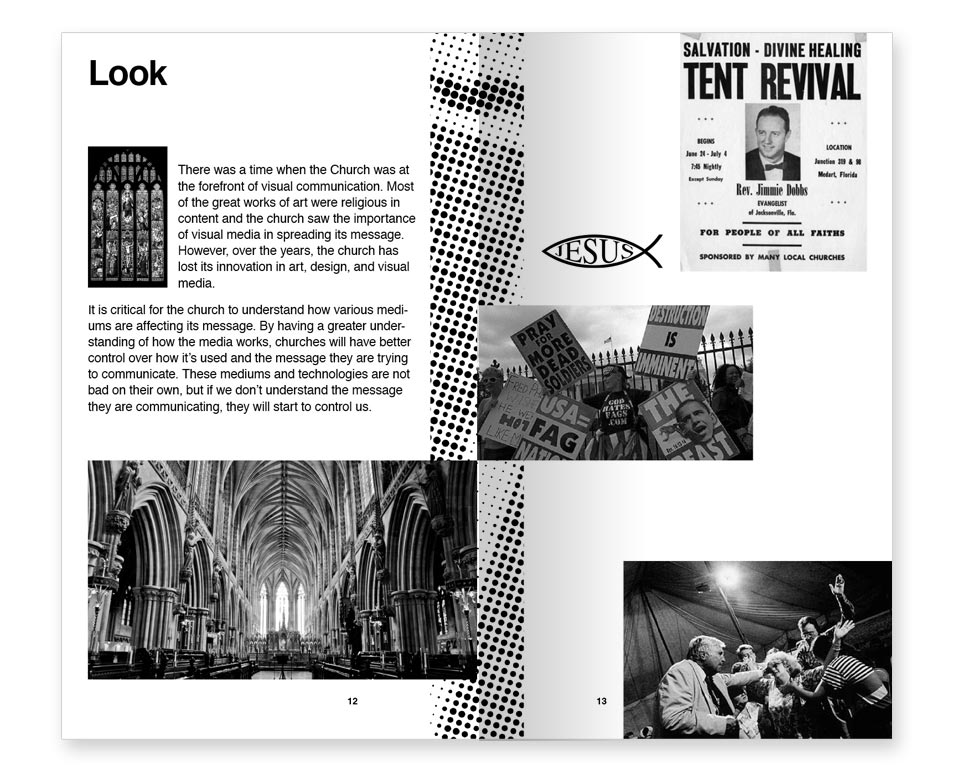 Look
There was a time when the Church was at
the forefront of visual communication. Most
of the great works of art were religious in
content and the church saw the importance
of visual media in spreading its message.
However, over the years, the church has
lost its innovation in art, design, and visual
media.
It is critical for the church to understand how various medi-
ums are affecting its message. By having a greater under-
standing of how the media works, churches will have better
control over how it's used and the message they are trying
to communicate. These mediums and technologies are not
bad on their own, but if we don't understand the message
they are communicating, they will start to control us.
12
SALVATION - DIVINE HEALING
TENT REVIVAL
BEGINS
June 24 - July 4
7:45 Nightly
Except Sunday
LOCATION
Junction 319 & 98
Medart, Florida
Rev. Jimmie Dobbs
EVANGELIST
of Jacksonville, Fla.
FOR PEOPLE OF ALL FAITHS
SPONSORED BY MANY LOCAL CHURCHES
JESUS
PRAY
FOR
MORE
DEAD
SOLDIERS
DESTRUCTION
IS
IMMINENT
GOD
HATES
FAGS
.COM
USA=
FAG
NATION
THE
BEAST
13